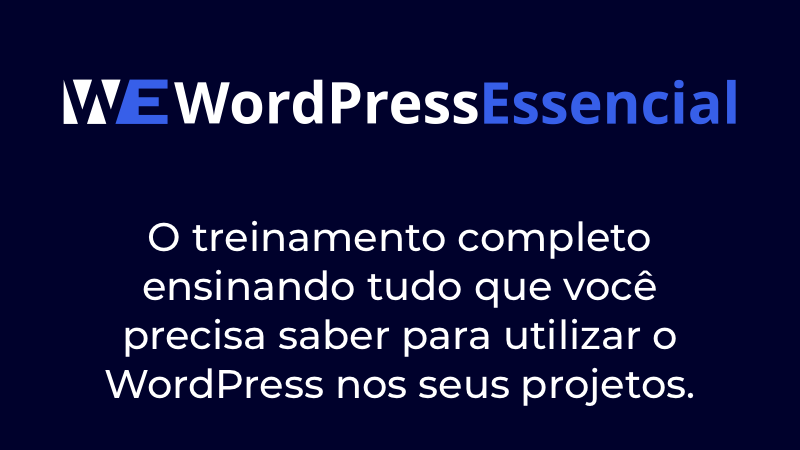 WE WordPressEssencial
O treinamento completo
ensinando tudo que você
precisa saber para utilizar o
WordPress nos seus projetos.